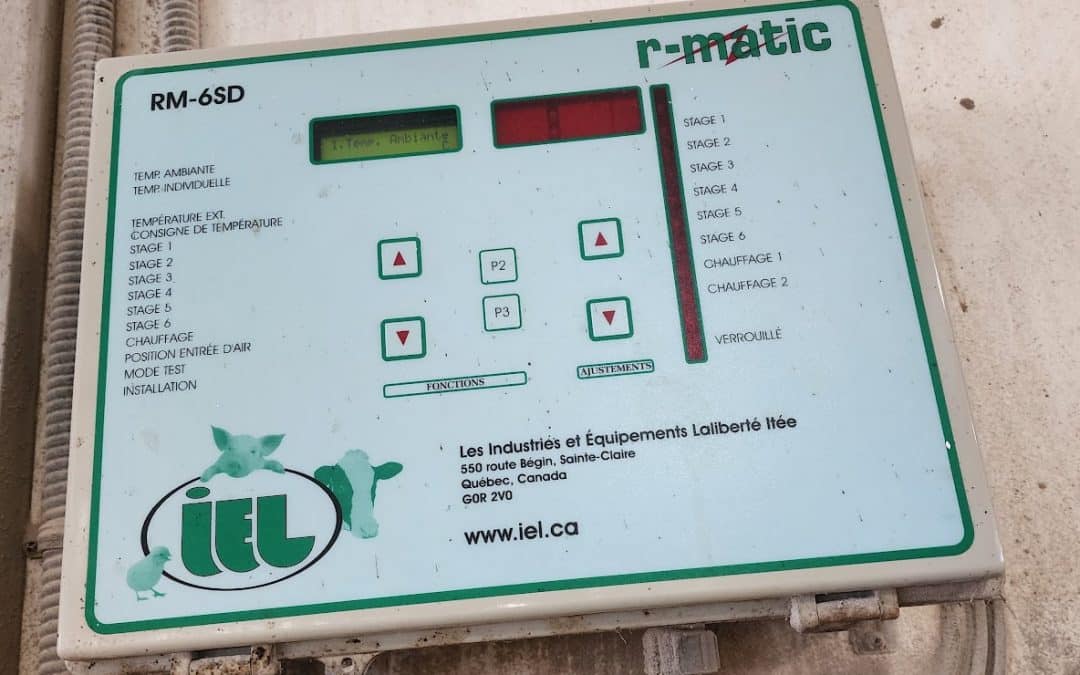 r-matic
RM-6SD
1.Temp. Ambiante
F
TEMP. AMBIANTE
TEMP. INDIVIDUELLE
TEMPÉRATURE EXT.
CONSIGNE DE TEMPÉRATURE
STAGE 1
STAGE 2
STAGE 3
STAGE 4
STAGE 5
STAGE 6
CHAUFFAGE
POSITION ENTRÉE D'AIR
MODE TEST
INSTALLATION
P2
P3
FONCTIONS
AJUSTEMENTS
STAGE 1
STAGE 2
STAGE 3
STAGE 4
STAGE 5
STAGE 6
CHAUFFAGE 1
CHAUFFAGE 2
VERROUILLÉ
iEL
Les Industries et Équipements Laliberté ltée
550 route Bégin, Sainte-Claire
Québec, Canada
G0R 2V0
www.iel.ca